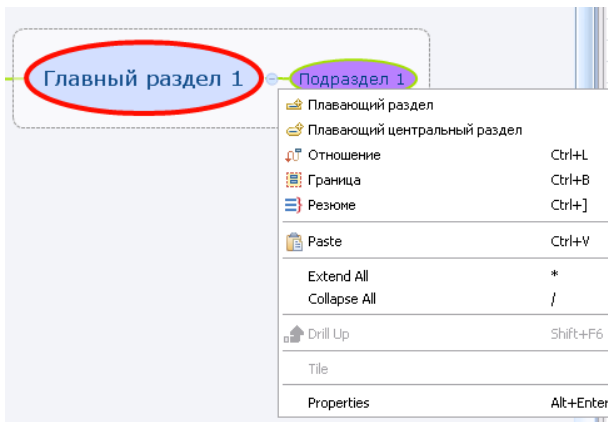 Главный раздел 1
Подраздел 1
Плавающий раздел
Плавающий центральный раздел
Отношение Ctrl+L
Граница Ctrl+B
Резюме Ctrl+]
Paste Ctrl+V
Extend All *
Collapse All /
Drill Up Shift+F6
Tile
Properties Alt+Enter